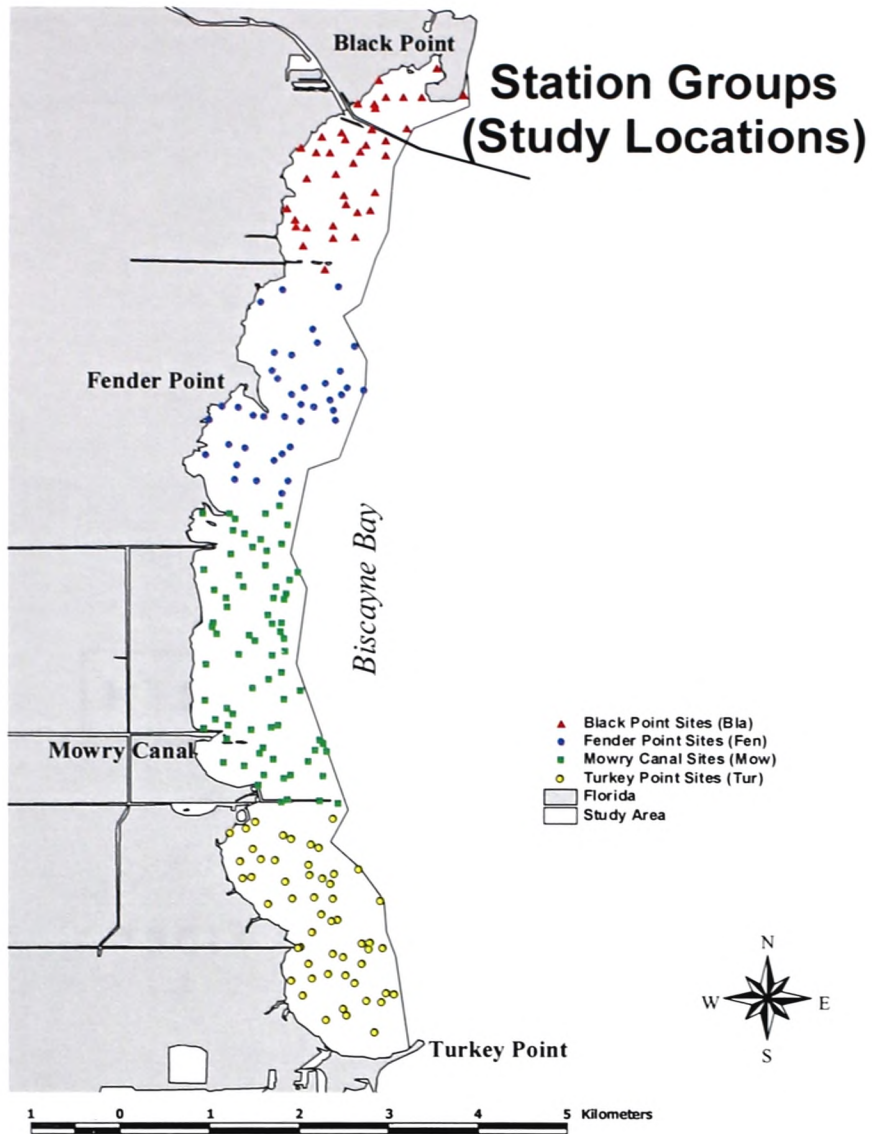 Black Point
Station Groups
(Study Locations)
Fender Point
Biscayne Bay
Black Point Sites (Bla)
Fender Point Sites (Fen)
Mowry Canal Sites (Mow)
Turkey Point Sites (Tur)
Florida
Study Area
Mowry Canal
N
W E
S
Turkey Point
1 0 1 2 3 4 5 Kilometers